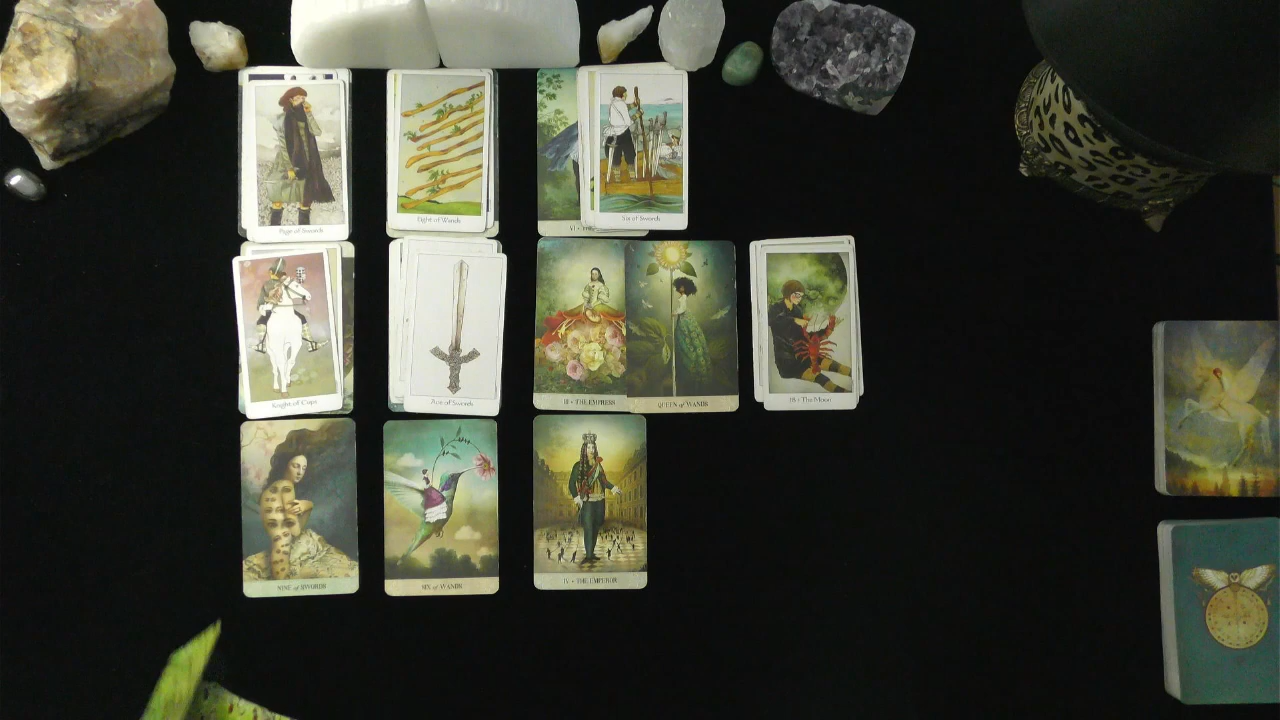 Page of Swords
Eight of Wands
VI •
Six of Swords
Knight of Cups
Ace of Swords
III • THE EMPRESS
QUEEN of WANDS
18 • The Moon
NINE of SWORDS
SIX of WANDS
IV • THE EMPEROR